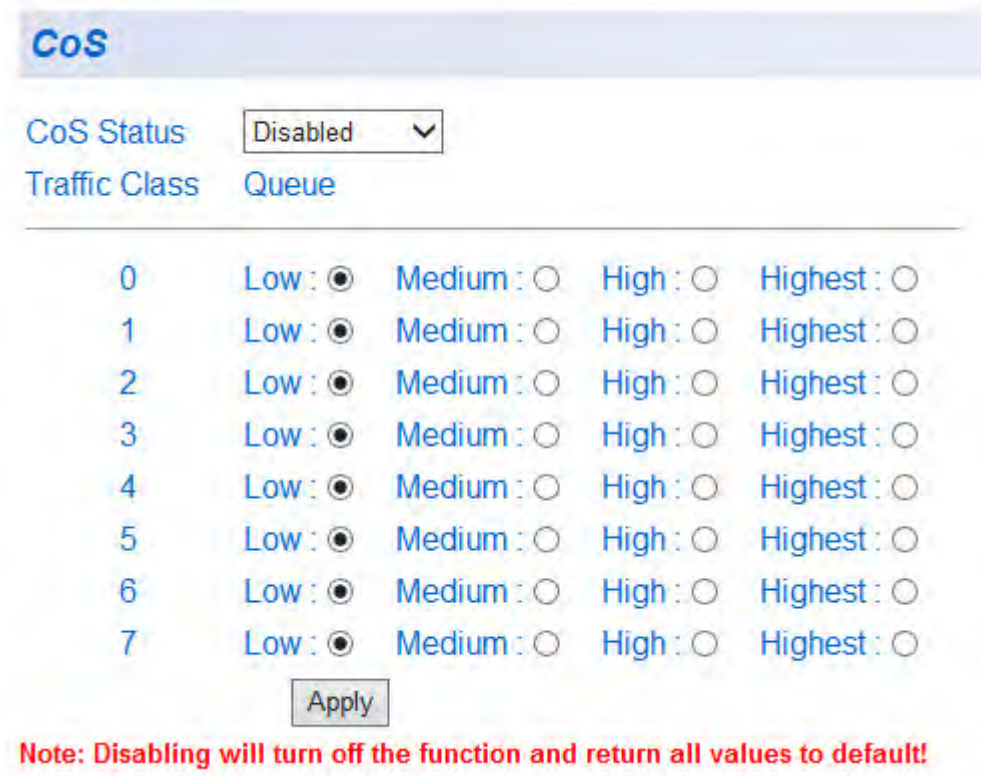 CoS
CoS Status Disabled
Traffic Class Queue
0 Low : Medium : High : Highest :
1 Low : Medium : High : Highest :
2 Low : Medium : High : Highest :
3 Low : Medium : High : Highest :
4 Low : Medium : High : Highest :
5 Low : Medium : High : Highest :
6 Low : Medium : High : Highest :
7 Low : Medium : High : Highest :
Apply
Note: Disabling will turn off the function and return all values to default!